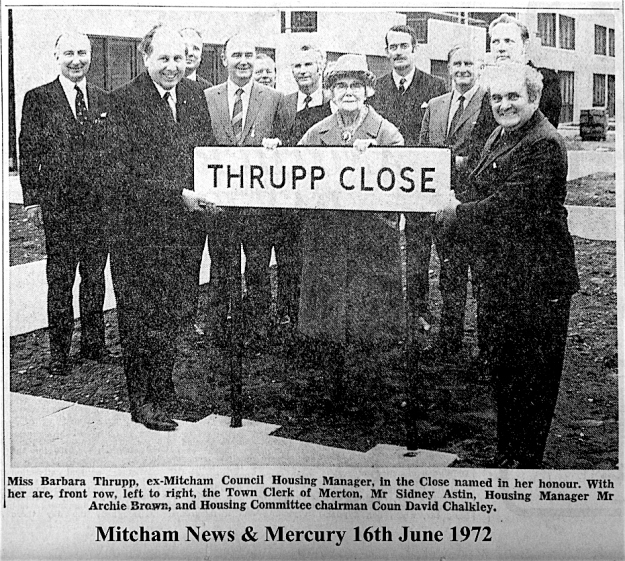 THRUPP CLOSE
Miss Barbara Thrupp, ex-Mitcham Council Housing Manager, in the Close named in her honour. With
her are, front row, left to right, the Town Clerk of Merton, Mr Sidney Astin, Housing Manager Mr
Archie Brown, and Housing Committee chairman Coun David Chalkley.
Mitcham News & Mercury 16th June 1972